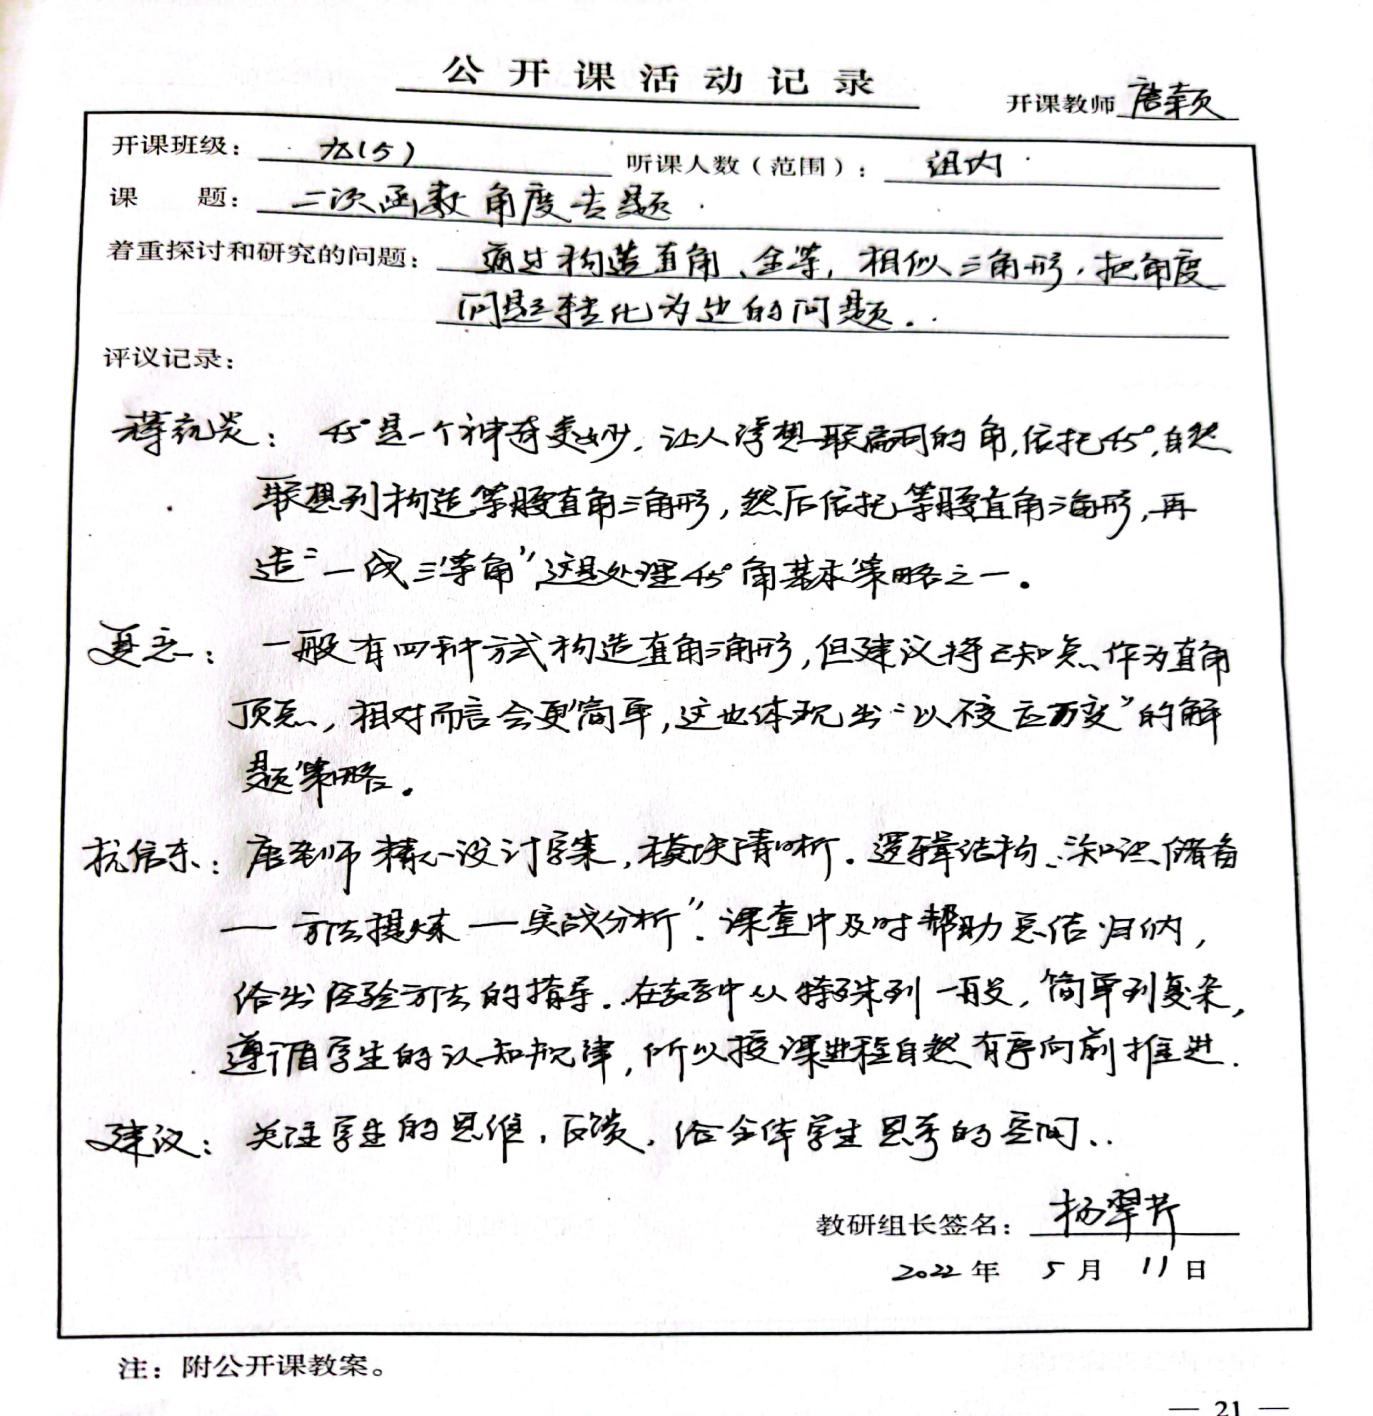 公开课活动记录
开课教师 唐颖
开课班级： 九(5)
听课人数（范围）： 组内
课 题： 二次函数角度专题
着重探讨和研究的问题： 通过构造直角、全等，相似三角形，把角度
问题转化为边的问题.
评议记录：
45°是一个神奇美妙，让人浮想联翩的角，依托45°，自然
联想到构造等腰直角三角形，然后依托等腰直角三角形，再
造“一线三等角”，这是处理45°角基本策略之一。
一般有四种方式构造直角三角形，但建议将已知点作为直角
顶点，相对而言会更简单，这也体现出“以不变应万变”的解
题策略。
杭信东：唐老师精心设计学案，模块清晰.逻辑结构、知识储备
— 方法提炼 — 实战分析”. 课堂中及时帮助总结归纳，
给出经验方法的指导. 在教学中从特殊到一般，简单到复杂，
遵循学生的认知规律，所以授课进程自然有序向前推进.
建议：关注学生的思维，反馈，给全体学生思考的空间.
教研组长签名： 杨翠芹
2022年 5月 11日
注：附公开课教案。
— 21 —